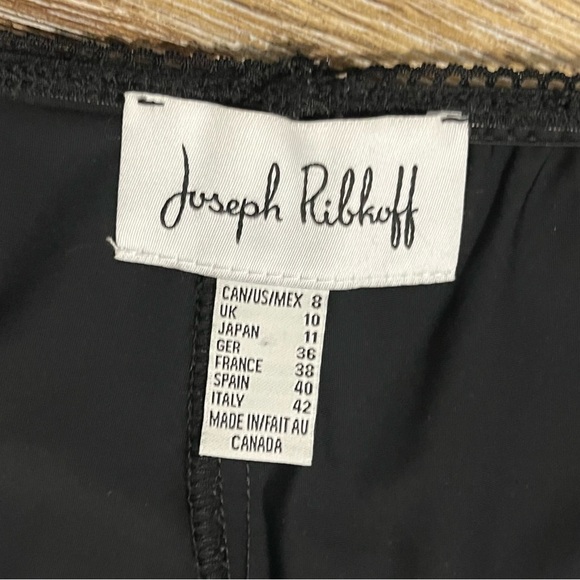 Joseph Ribkoff
CAN/US/MEX 8
UK 10
JAPAN 11
GER 36
FRANCE 38
SPAIN 40
ITALY 42
MADE IN/FAIT AU
CANADA